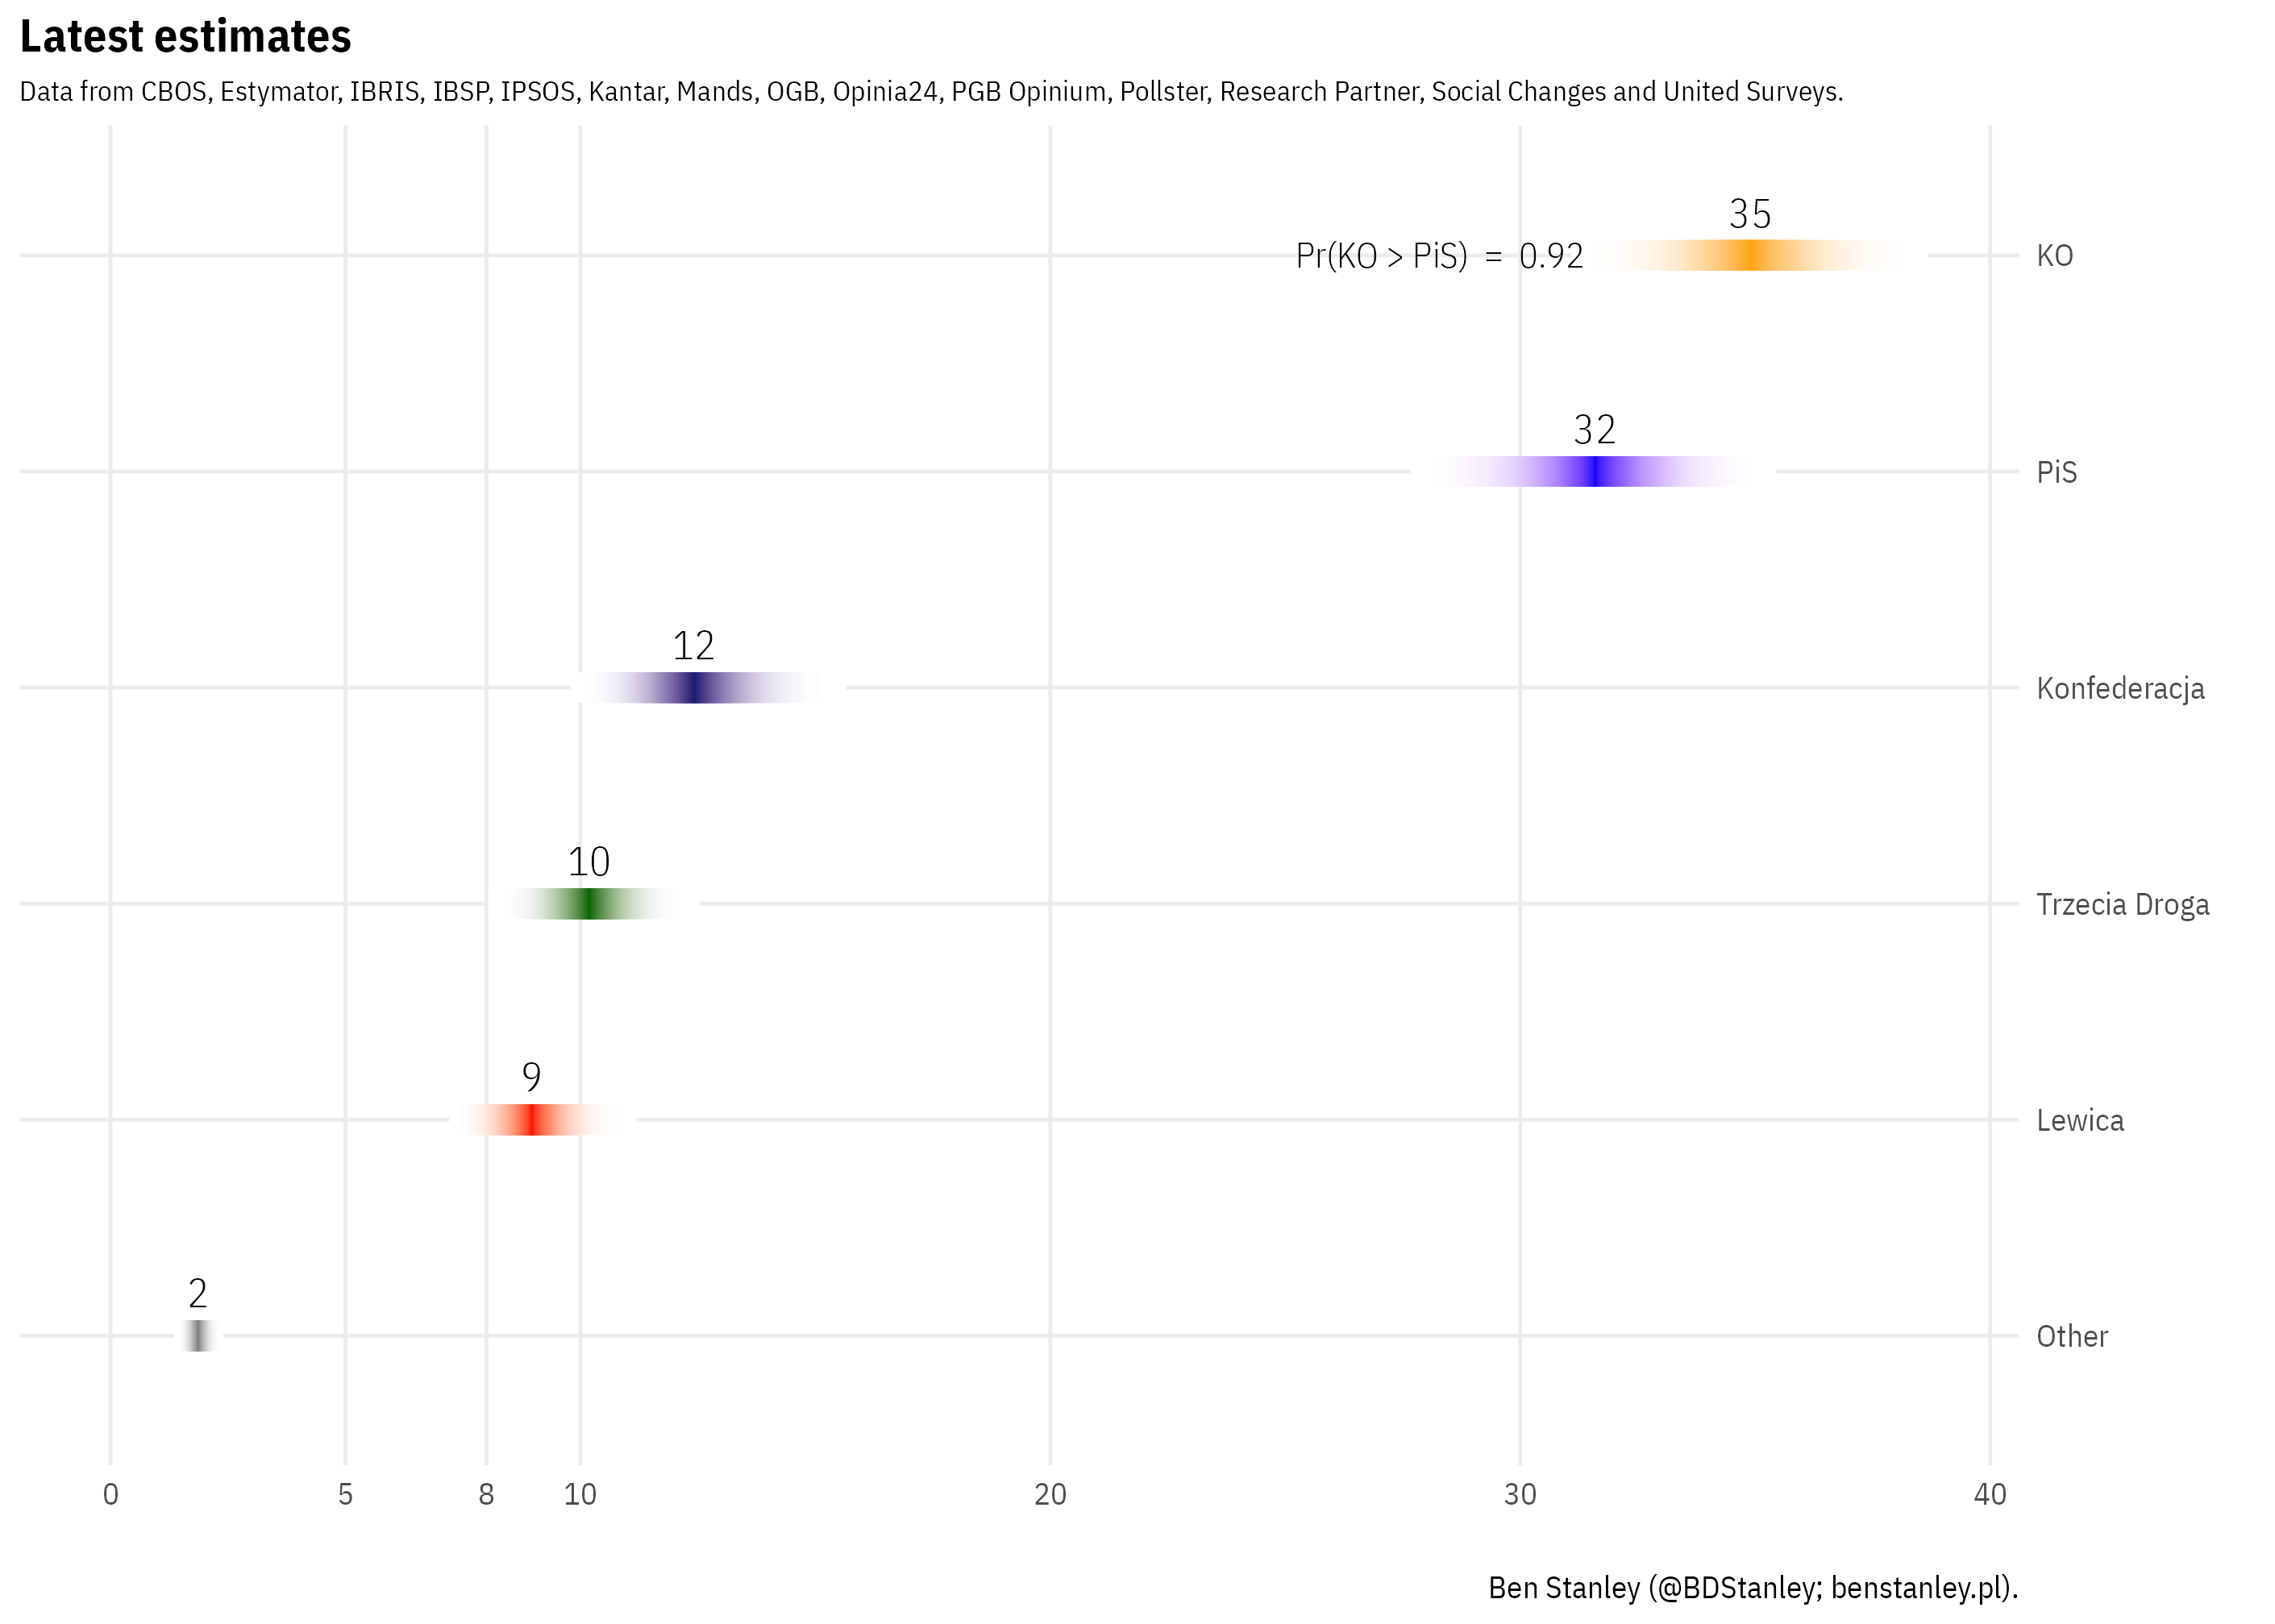 Latest estimates
Data from CBOS, Estymator, IBRIS, IBSP, IPSOS, Kantar, Mands, OGB, Opinia24, PGB Opinium, Pollster, Research Partner, Social Changes and United Surveys.
35
Pr(KO > PiS) = 0.92
KO
32
PiS
12
Konfederacja
10
Trzecia Droga
9
Lewica
2
Other
0 5 8 10 20 30 40
Ben Stanley (@BDStanley; benstanley.pl).